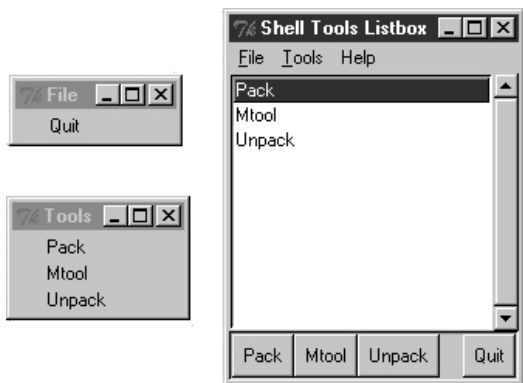 File
Quit
Tools
Pack
Mtool
Unpack
Shell Tools Listbox
File Tools Help
Pack
Mtool
Unpack
Pack Mtool Unpack Quit